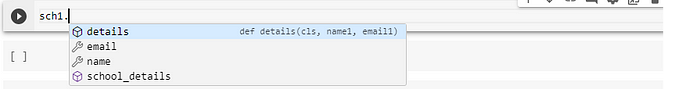 sch1.
details def details(cls, name1, email1)
email
name
school_details
[ ]